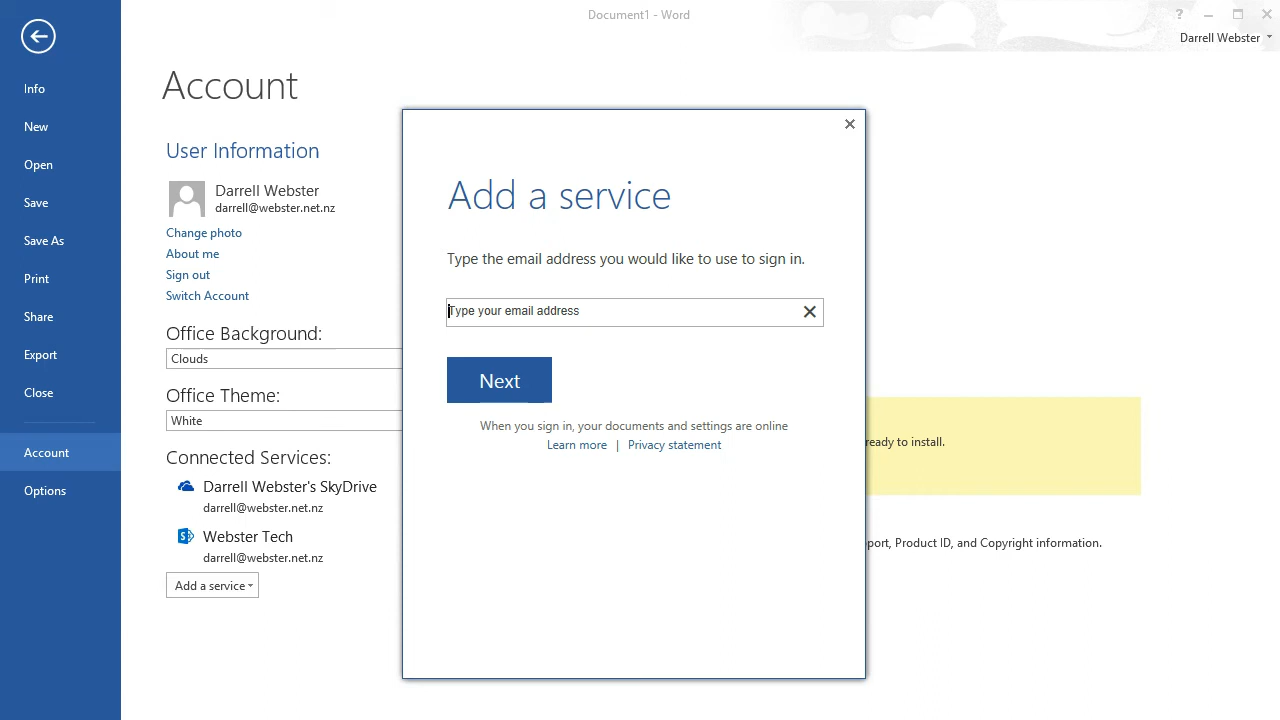 Document1 - Word
?
Darrell Webster
Info
New
Open
Save
Save As
Print
Share
Export
Close
Account
Options
Account
User Information
Darrell Webster
darrell@webster.net.nz
Change photo
About me
Sign out
Switch Account
Office Background:
Clouds
Office Theme:
White
Connected Services:
Darrell Webster's SkyDrive
darrell@webster.net.nz
Webster Tech
darrell@webster.net.nz
Add a service
Add a service
Type the email address you would like to use to sign in.
Type your email address
Next
When you sign in, your documents and settings are online
Learn more | Privacy statement
ready to install.
port, Product ID, and Copyright information.